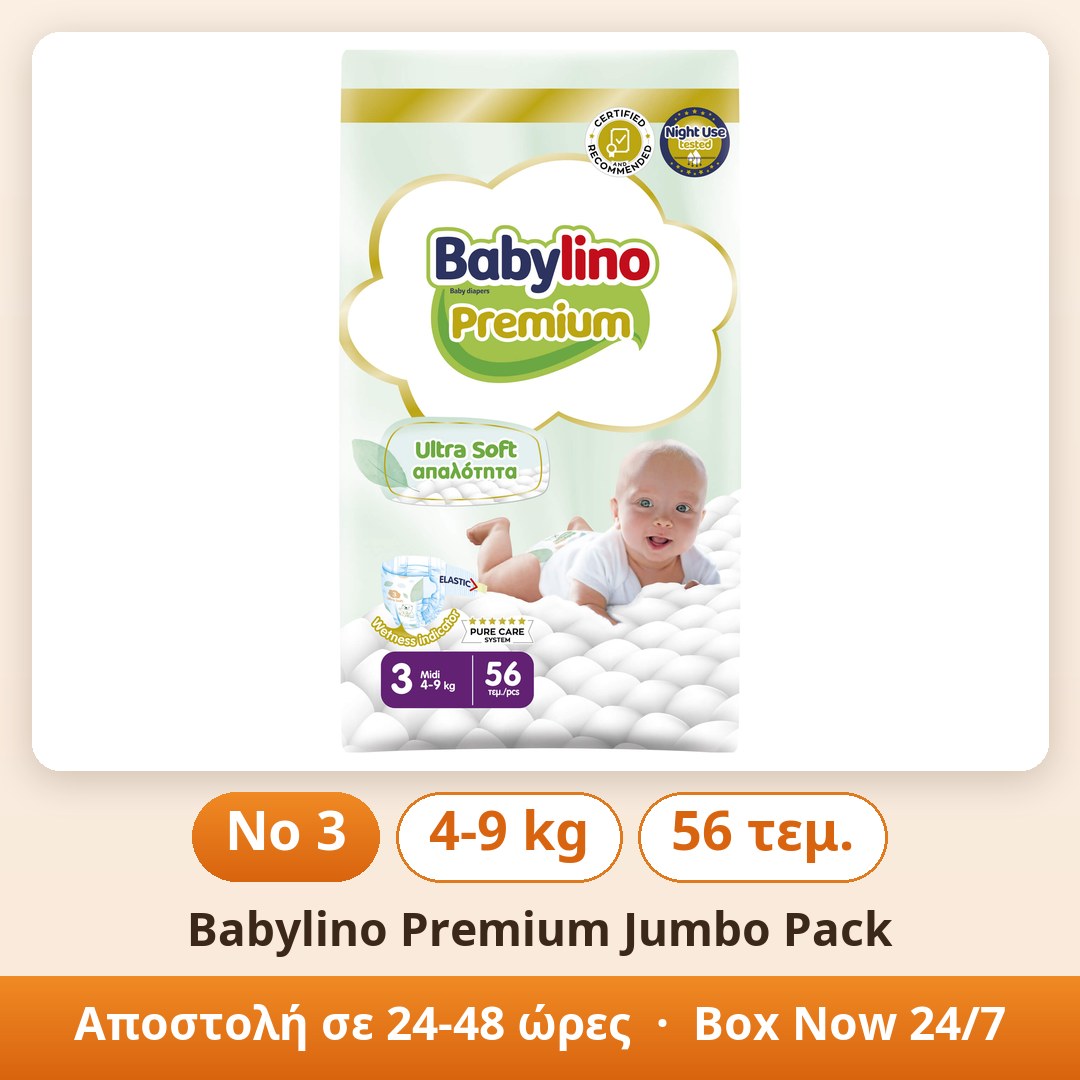 CERTIFIED
AND
RECOMMENDED
Night Use
tested
Babylino
Baby diapers
Premium
Ultra Soft
απαλότητα
ELASTIC
Wetness Indicator
PURE CARE
SYSTEM
3 Midi 4-9 kg
56 τεμ./pcs
No 3 4-9 kg 56 τεμ.
Babylino Premium Jumbo Pack
Αποστολή σε 24-48 ώρες · Box Now 24/7